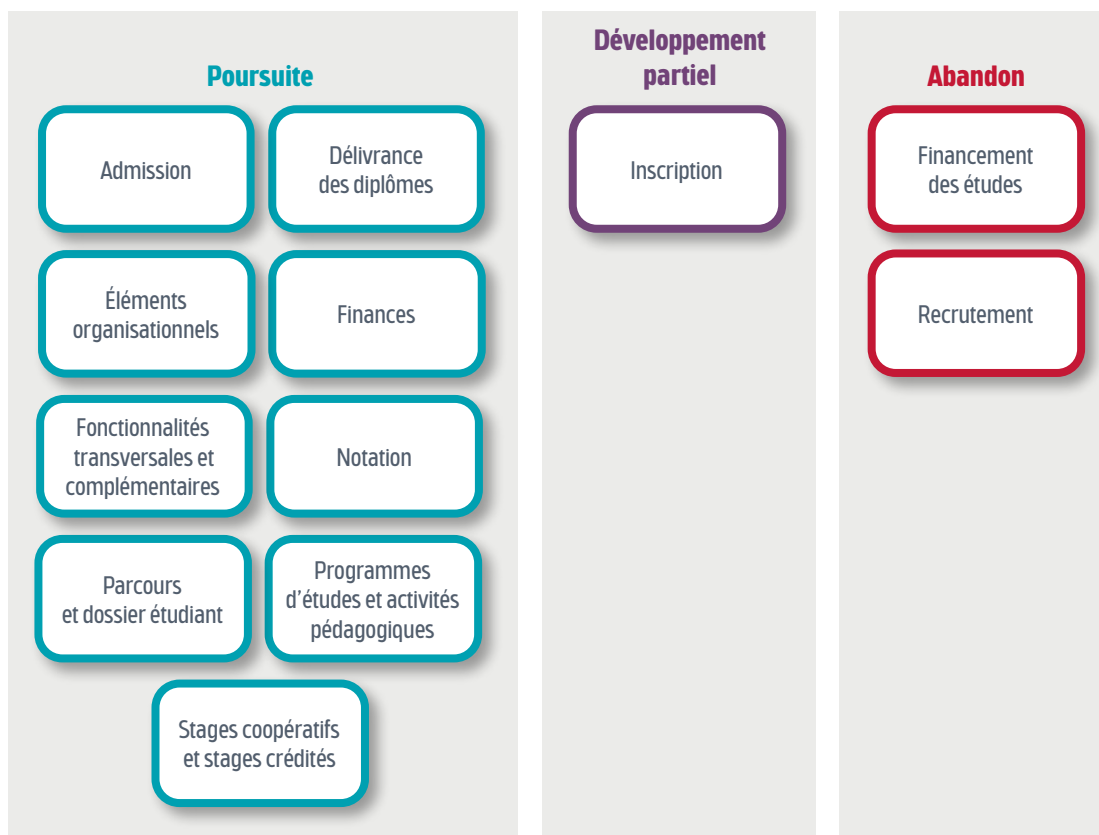 Poursuite
Admission
Délivrance
des diplômes
Éléments
organisationnels
Finances
Fonctionnalités
transversales et
complémentaires
Notation
Parcours
et dossier étudiant
Programmes
d'études et activités
pédagogiques
Stages coopératifs
et stages crédités
Développement
partiel
Inscription
Abandon
Financement
des études
Recrutement